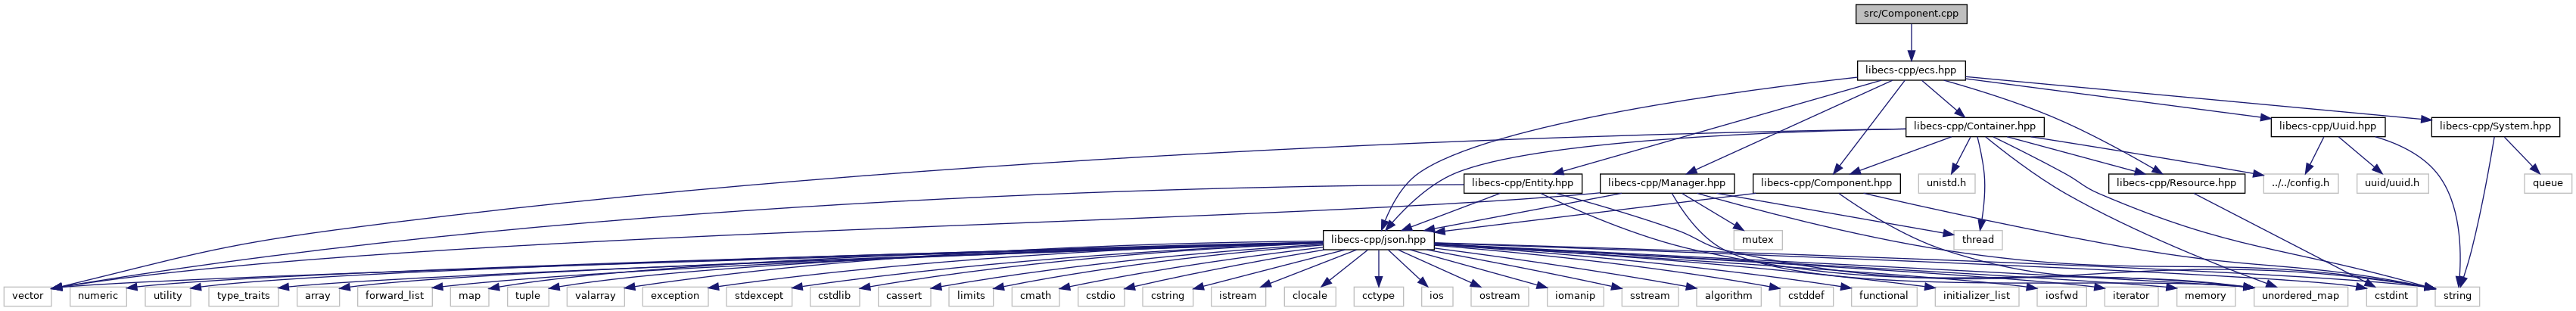 src/Component.cpp
libecs-cpp/ecs.hpp
libecs-cpp/Container.hpp
libecs-cpp/Uuid.hpp
libecs-cpp/System.hpp
libecs-cpp/Entity.hpp
libecs-cpp/Manager.hpp
libecs-cpp/Component.hpp
unistd.h
libecs-cpp/Resource.hpp
../../config.h
uuid/uuid.h
queue
libecs-cpp/json.hpp
mutex
thread
vector
numeric
utility
type_traits
array
forward_list
map
tuple
valarray
exception
stdexcept
cstdlib
cassert
limits
cmath
cstdio
cstring
istream
clocale
cctype
ios
ostream
iomanip
sstream
algorithm
cstddef
functional
initializer_list
iosfwd
iterator
memory
unordered_map
cstdint
string